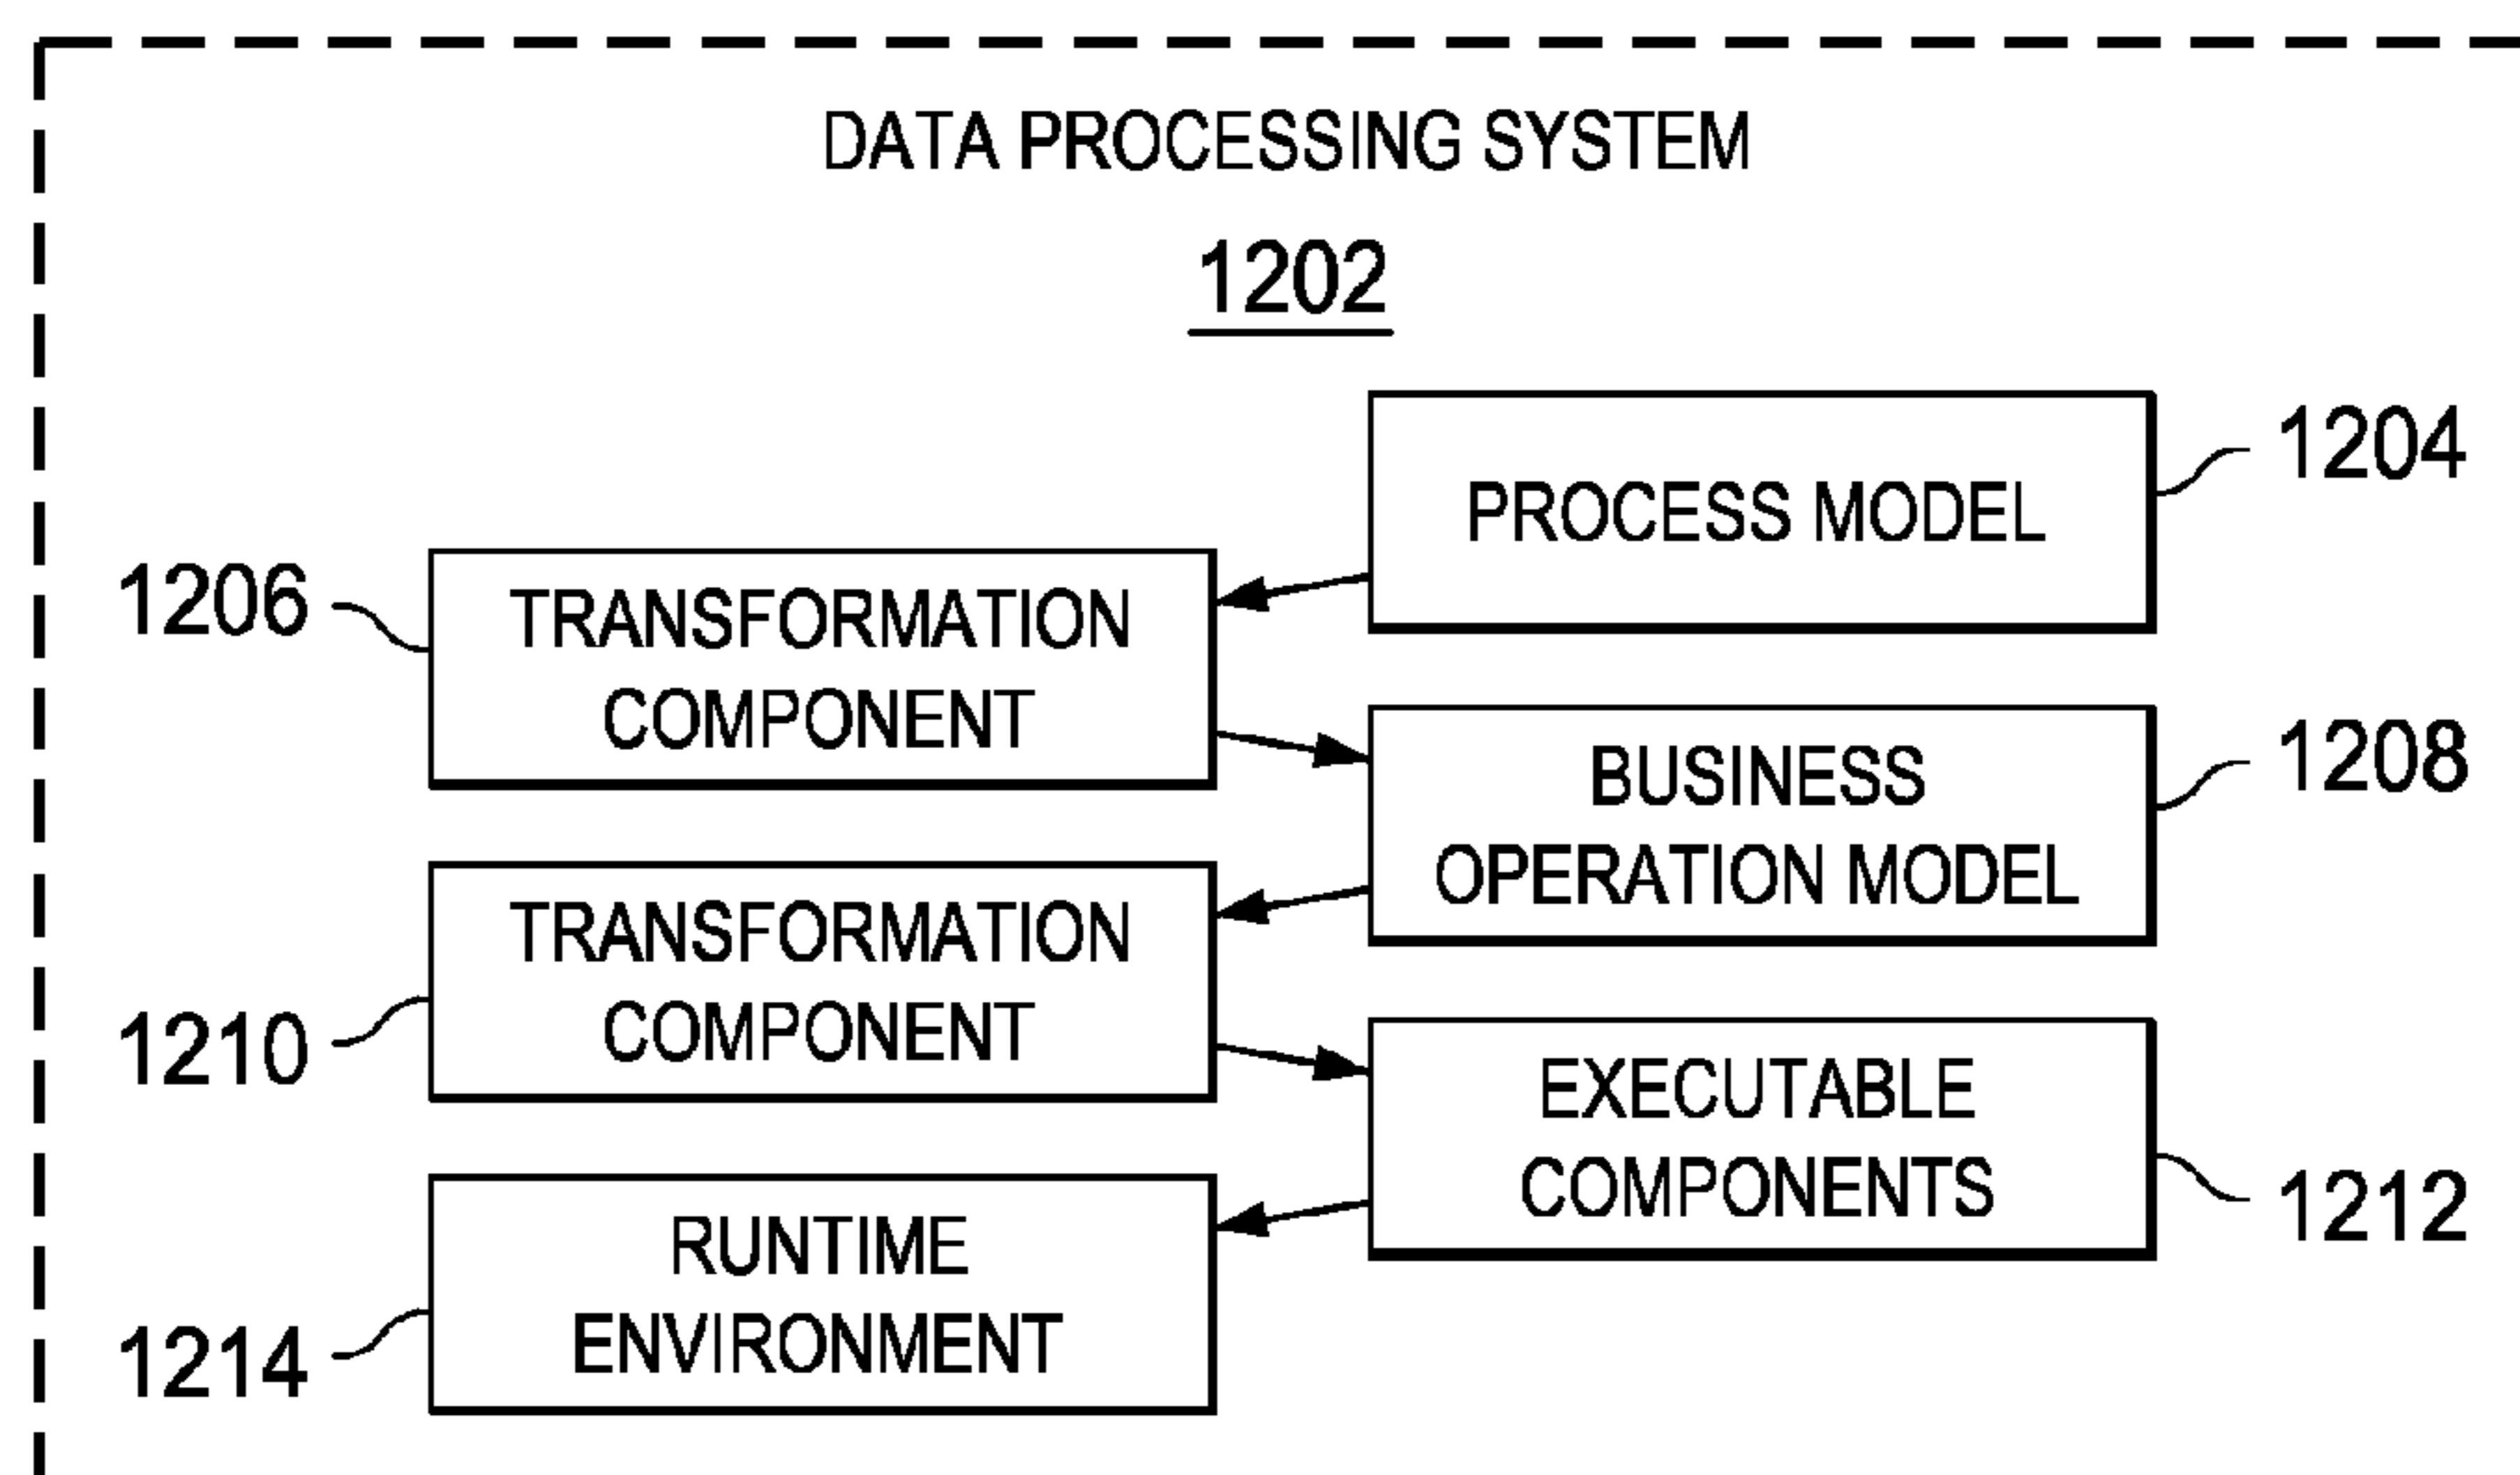 DATA PROCESSING SYSTEM
1202
PROCESS MODEL
1204
1206
TRANSFORMATION
COMPONENT
BUSINESS
OPERATION MODEL
1208
TRANSFORMATION
COMPONENT
1210
EXECUTABLE
COMPONENTS
1212
RUNTIME
ENVIRONMENT
1214